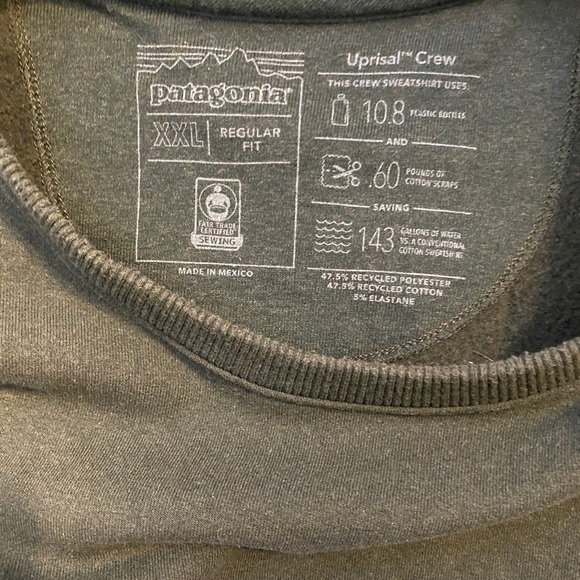 patagonia®
XXL
REGULAR
FIT
FAIR TRADE
CERTIFIED™
SEWING
MADE IN MEXICO
Uprisal™ Crew
THIS CREW SWEATSHIRT USES
10.8 PLASTIC BOTTLES
AND
.60 POUNDS OF
COTTON SCRAPS
SAVING
143 GALLONS OF WATER
VS. A CONVENTIONAL
COTTON SWEATSHIRT
47.5% RECYCLED POLYESTER
47.5% RECYCLED COTTON
5% ELASTANE